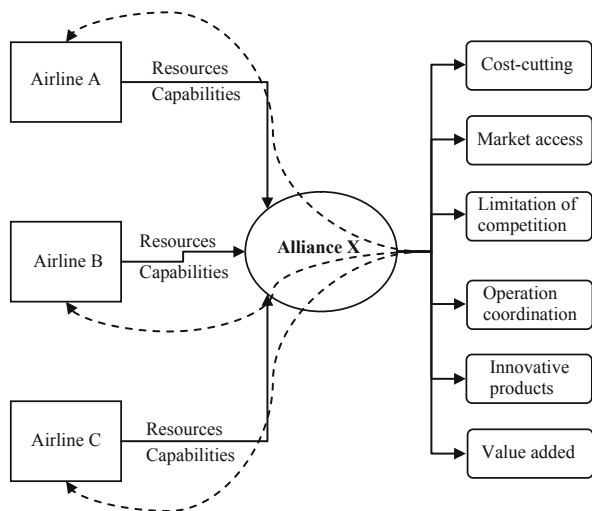 Airline A
Resources
Capabilities
Airline B
Resources
Capabilities
Airline C
Resources
Capabilities
Alliance X
Cost-cutting
Market access
Limitation of
competition
Operation
coordination
Innovative
products
Value added